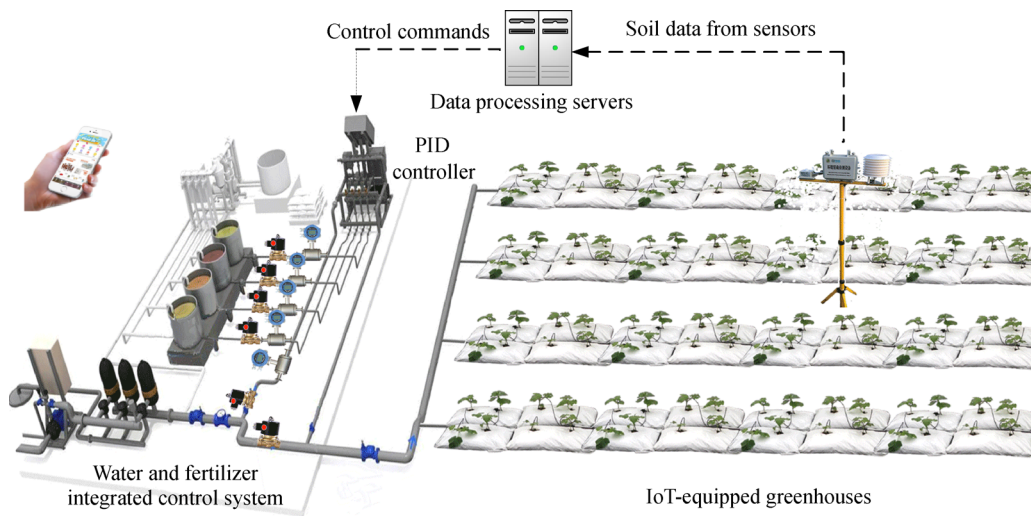 Control commands
Soil data from sensors
Data processing servers
PID
controller
Water and fertilizer
integrated control system
IoT-equipped greenhouses